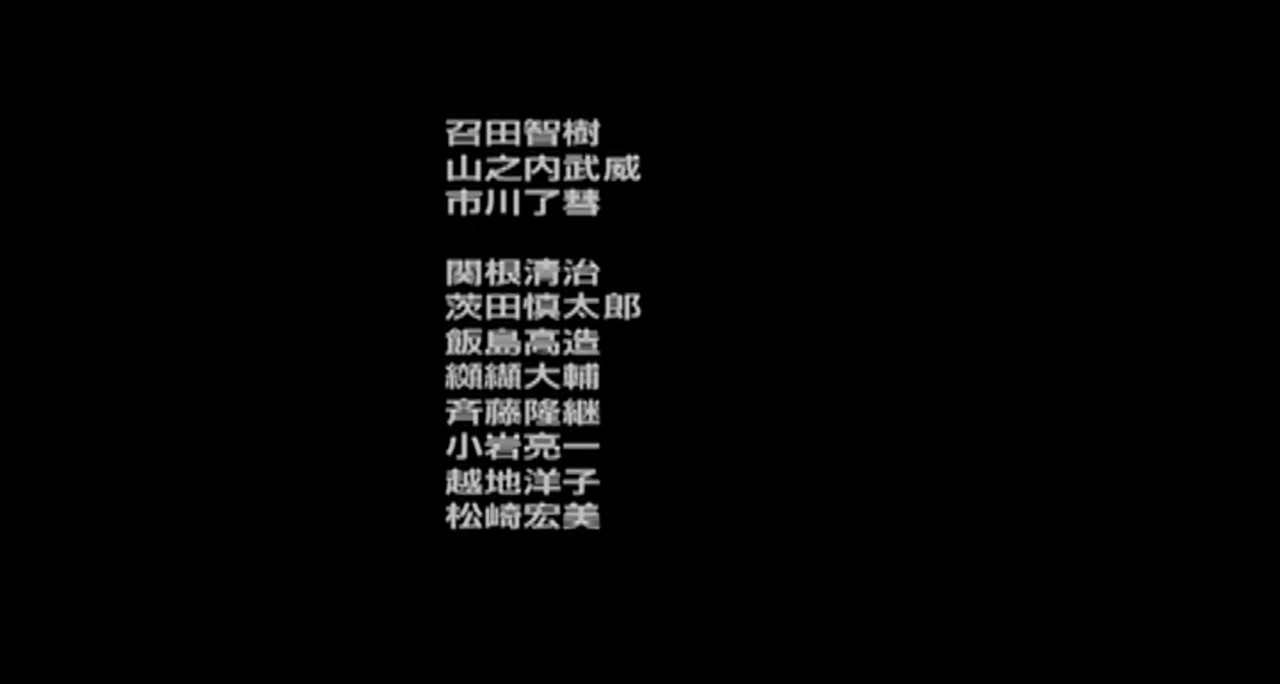 召田智樹
山之内武威
市川了彗
関根清治
茨田慎太郎
飯島高造
纐纈大輔
斉藤隆継
小岩亮一
越地洋子
松崎宏美